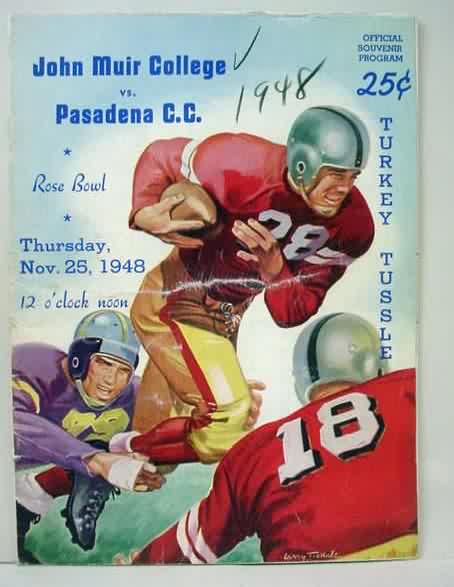 OFFICIAL
SOUVENIR
PROGRAM
25¢
John Muir College
vs.
Pasadena C.C.
1948
Rose Bowl
Thursday,
Nov. 25, 1948
12 o'clock noon
TURKEY TUSSLE
28
18